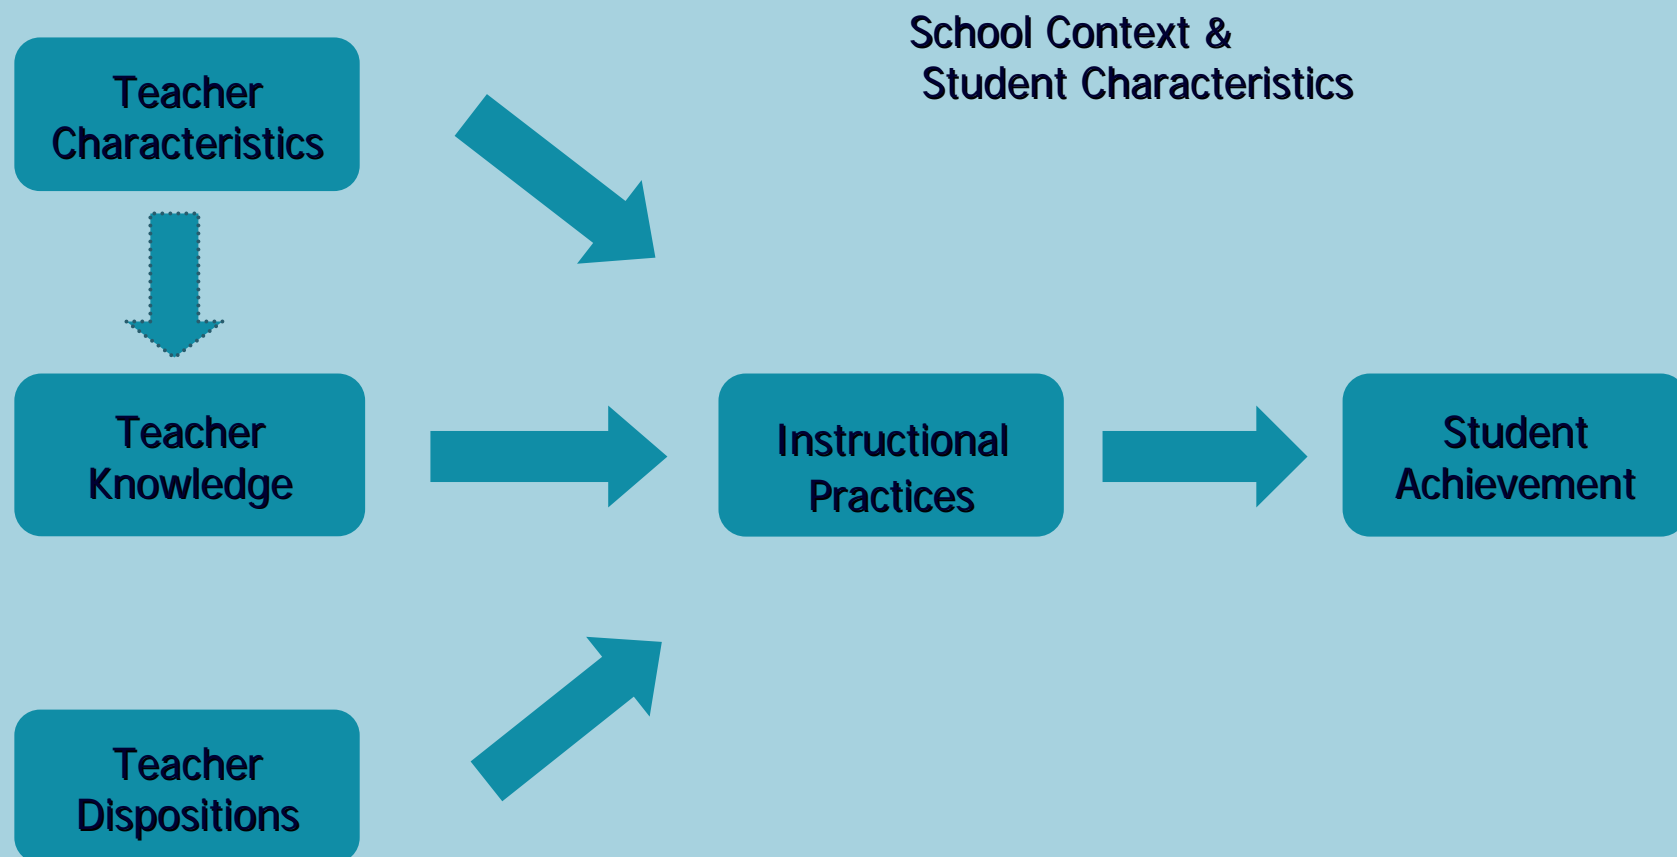 School Context &
Student Characteristics
Teacher
Characteristics
Teacher
Knowledge
Instructional
Practices
Student
Achievement
Teacher
Dispositions